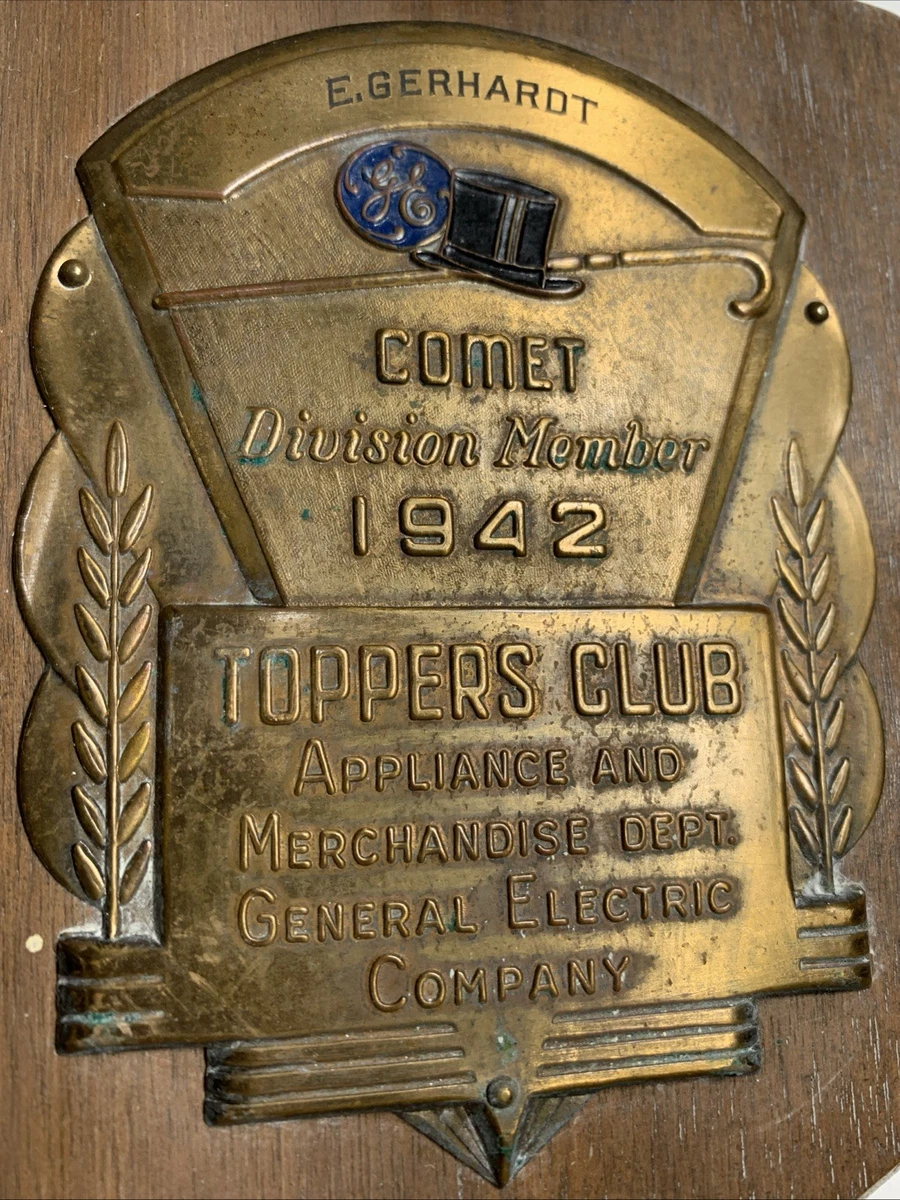 E.GERHARDT
GE
COMET
Division Member
1942
TOPPERS CLUB
APPLIANCE AND
MERCHANDISE DEPT.
GENERAL ELECTRIC
COMPANY